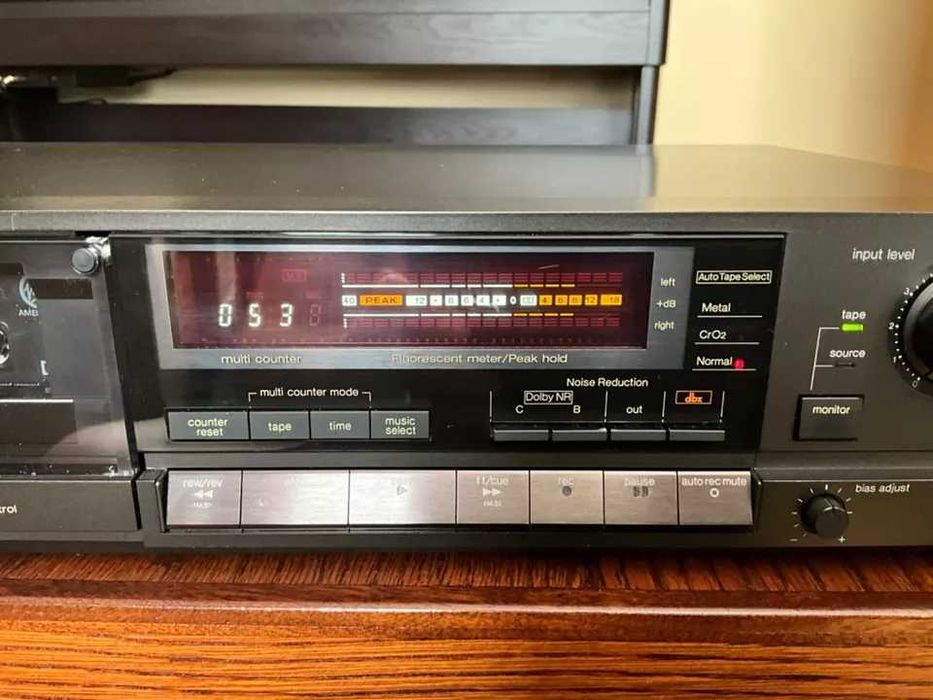 input level
left
+dB
right
Auto Tape Select
Metal
CrO2
Normal
40 PEAK 12 8 6 4 0 4 6 8 12 18
053
multi counter
Fluorescent meter/Peak hold
tape
source
monitor
multi counter mode
counter reset
tape
time
music select
Noise Reduction
Dolby NR
C
B
out
dbx
rew/rev
ff/cue
rec
pause
auto rec mute
bias adjust
- +